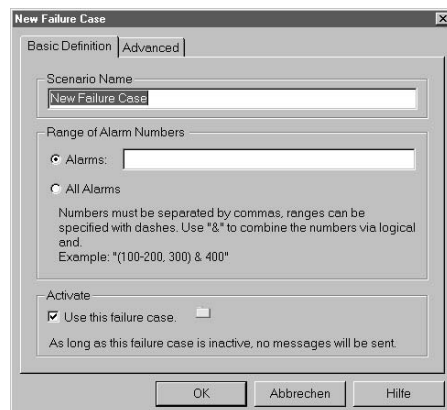 New Failure Case
Basic Definition
Advanced
Scenario Name
New Failure Case
Range of Alarm Numbers
Alarms:
All Alarms
Numbers must be separated by commas, ranges can be
specified with dashes. Use "&" to combine the numbers via logical
and.
Example: "(100-200, 300) & 400"
Activate
Use this failure case.
As long as this failure case is inactive, no messages will be sent.
OK
Abbrechen
Hilfe